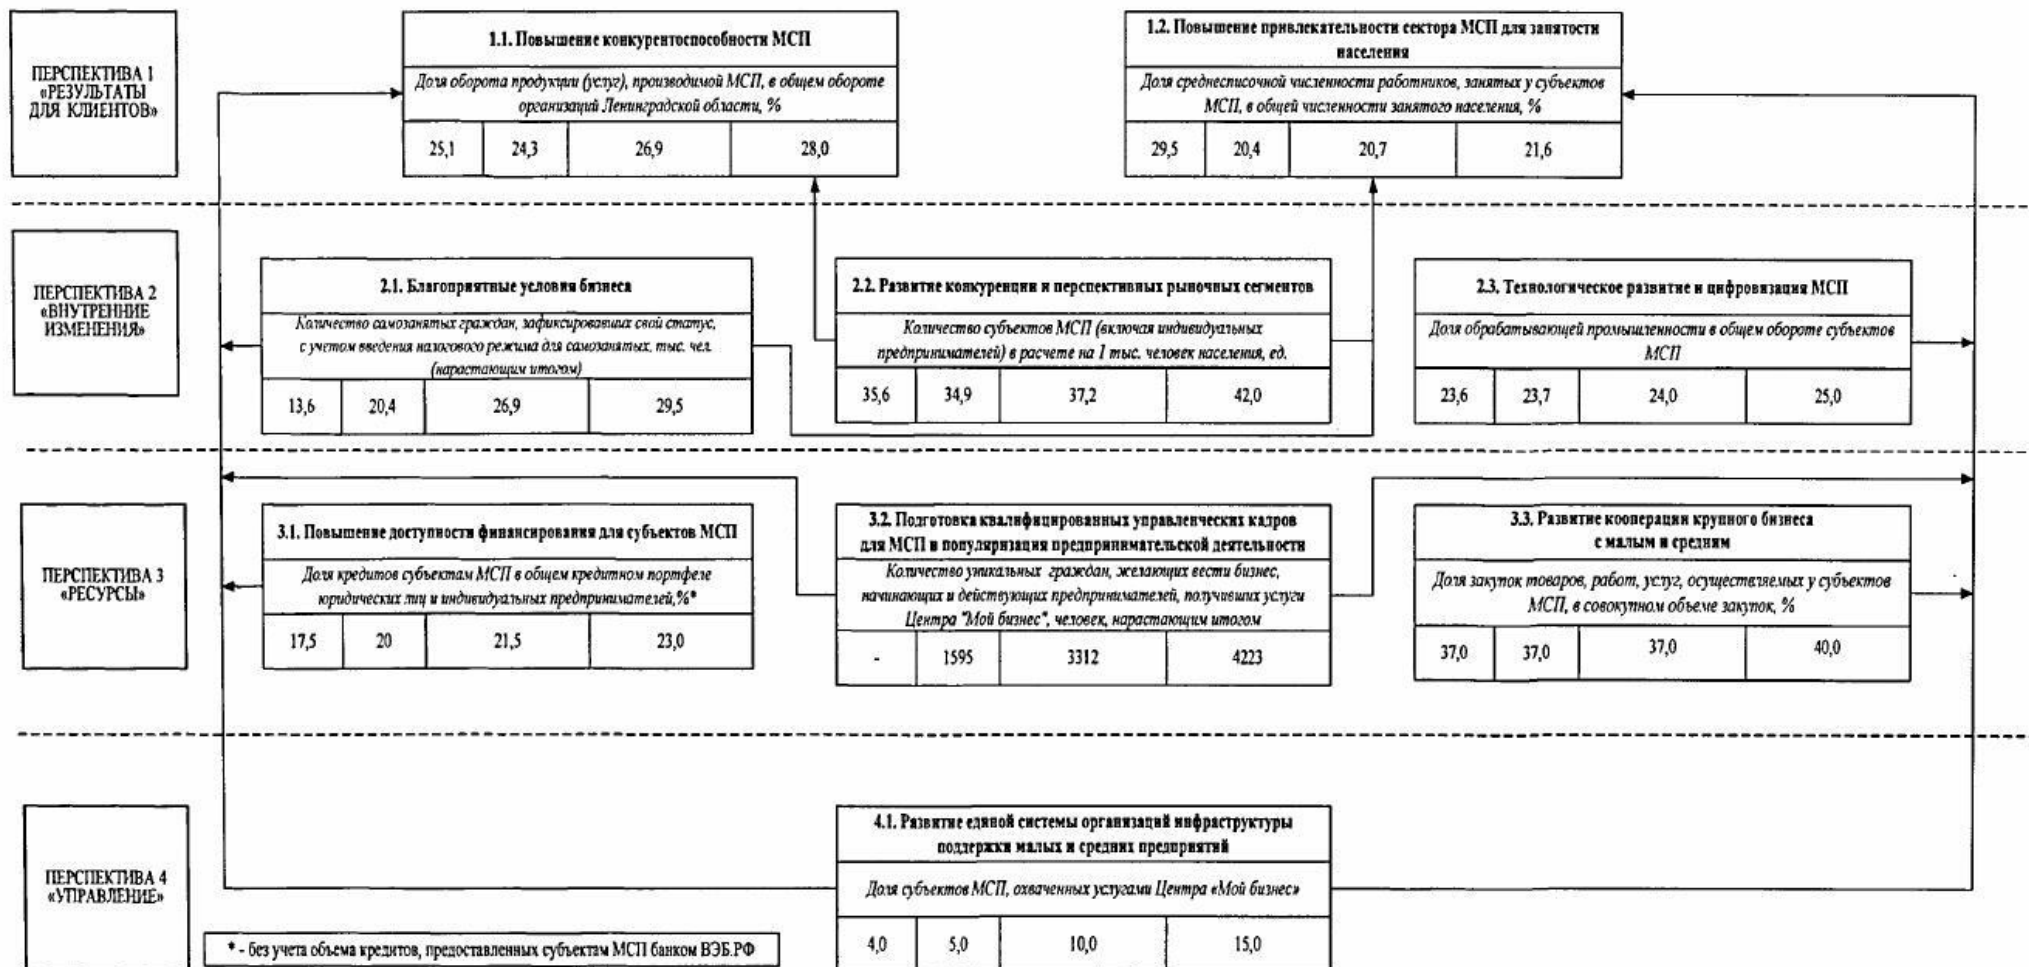 ПЕРСПЕКТИВА 1
«РЕЗУЛЬТАТЫ
ДЛЯ КЛИЕНТОВ»
1.1. Повышение конкурентоспособности МСП
Доля оборота продукции (услуг), производимой МСП, в общем обороте
организаций Ленинградской области, %
25,1 24,3 26,9 28,0
1.2. Повышение привлекательности сектора МСП для занятости
населения
Доля среднесписочной численности работников, занятых у субъектов
МСП, в общей численности занятого населения, %
29,5 20,4 20,7 21,6
ПЕРСПЕКТИВА 2
«ВНУТРЕННИЕ
ИЗМЕНЕНИЯ»
2.1. Благоприятные условия бизнеса
Количество самозанятых граждан, зафиксировавших свой статус,
с учетом введения налогового режима для самозанятых, тыс. чел.
(нарастающим итогом)
13,6 20,4 26,9 29,5
2.2. Развитие конкуренции и перспективных рыночных сегментов
Количество субъектов МСП (включая индивидуальных
предпринимателей) в расчете на 1 тыс. человек населения, ед.
35,6 34,9 37,2 42,0
2.3. Технологическое развитие и цифровизация МСП
Доля обрабатывающей промышленности в общем обороте субъектов
МСП
23,6 23,7 24,0 25,0
ПЕРСПЕКТИВА 3
«РЕСУРСЫ»
3.1. Повышение доступности финансирования для субъектов МСП
Доля кредитов субъектам МСП в общем кредитном портфеле
юридических лиц и индивидуальных предпринимателей,%*
17,5 20 21,5 23,0
3.2. Подготовка квалифицированных управленческих кадров
для МСП и популяризация предпринимательской деятельности
Количество уникальных граждан, желающих вести бизнес,
начинающих и действующих предпринимателей, получивших услуги
Центра "Мой бизнес", человек, нарастающим итогом
- 1595 3312 4223
3.3. Развитие кооперации крупного бизнеса
с малым и средним
Доля закупок товаров, работ, услуг, осуществляемых у субъектов
МСП, в совокупном объеме закупок, %
37,0 37,0 37,0 40,0
ПЕРСПЕКТИВА 4
«УПРАВЛЕНИЕ»
4.1. Развитие единой системы организаций инфраструктуры
поддержки малых и средних предприятий
Доля субъектов МСП, охваченных услугами Центра «Мой бизнес»
4,0 5,0 10,0 15,0
* - без учета объема кредитов, предоставленных субъектам МСП банком ВЭБ.РФ